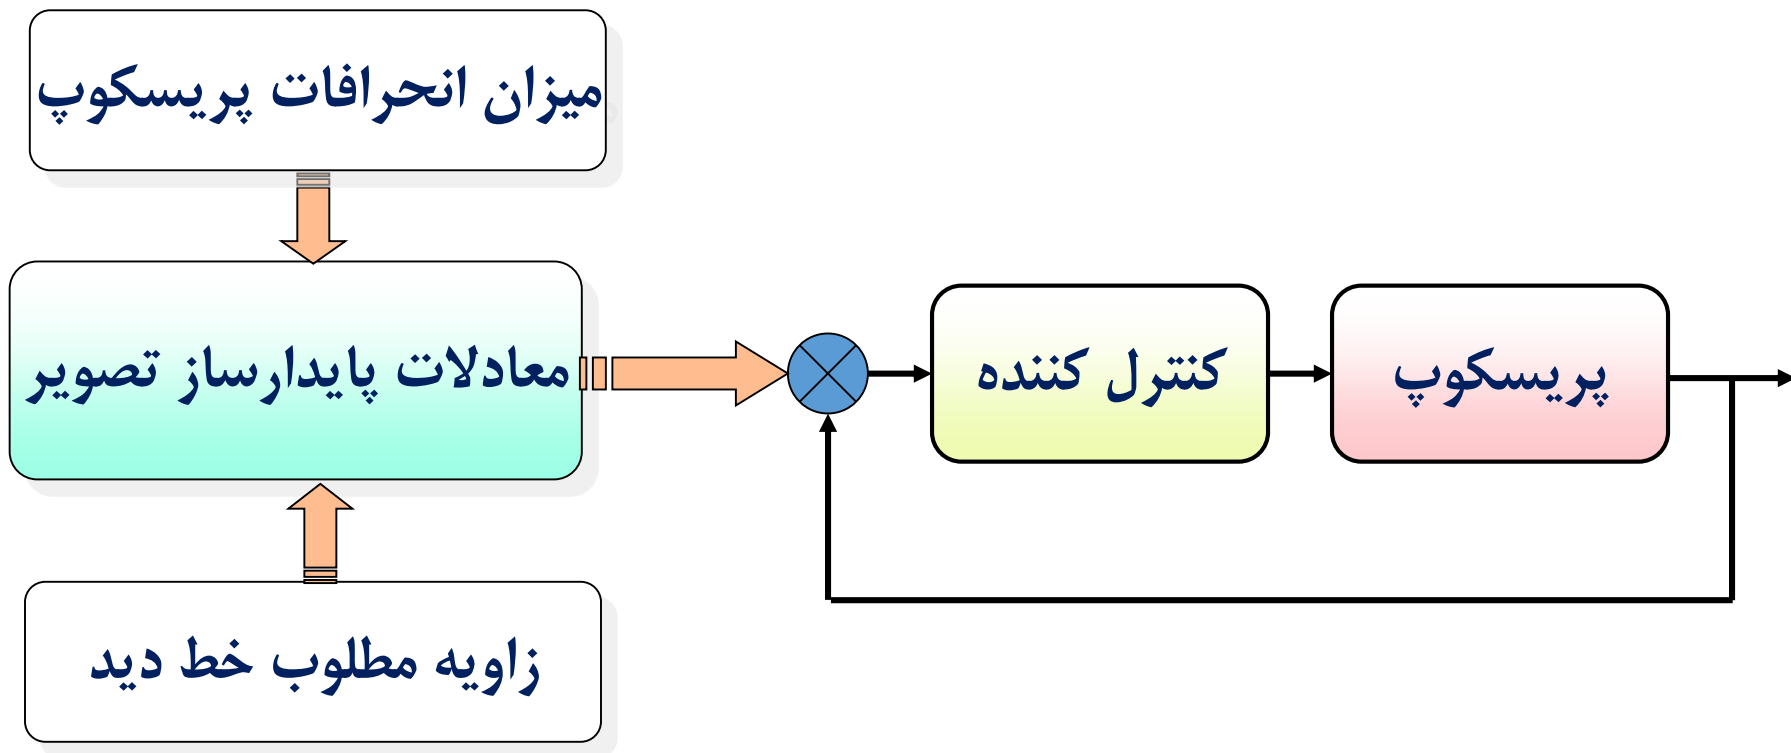 میزان انحرافات پریسکوپ
معادلات پایدارساز تصویر
کنترل کننده
پریسکوپ
زاویه مطلوب خط دید